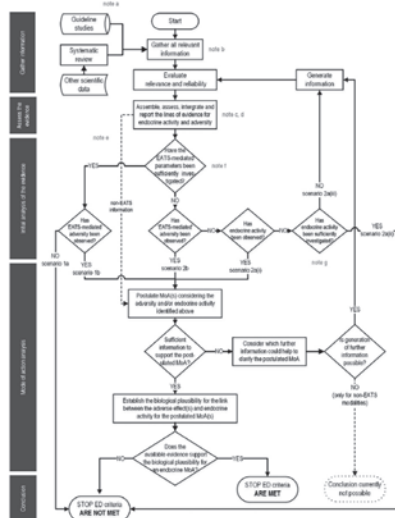 note a
Start
Guideline
studies
Gather all relevant
information
note b
Systematic
review
Other scientific
data
Evaluate
relevance and reliability
Generate
information
Assemble, assess, integrate and
report the lines of evidence for
endocrine activity and adversity
note c, d
note e
Have the
EATS-mediated
parameters been
sufficiently inves
tigated?
note f
YES
NO
non-EATS
information
NO
scenario 2a(iii)
Has
EATS-mediated
adversity been
observed?
Has
EATS-mediated
adversity been
observed?
NO
Has
endocrine activity
been observed?
NO
Has
endocrine activity
been sufficiently
investigated?
YES
scenario 2a(ii)
NO
scenario 1a
YES
scenario 1b
YES
scenario 2b
YES
scenario 2a(i)
note g
Postulate MoA(s) considering the
adversity and/or endocrine activity
identified above
YES
Sufficient
information to
support the post-
ulated MoA?
NO
Consider which further
information could help to
clarify the postulated MoA
Is generation
of further
information
possible?
YES
NO
(only for non-EATS
modalities)
Establish the biological plausibility for the link
between the adverse effect(s) and endocrine
activity for the postulated MoA(s)
Does the
available evidence support
the biological plausibility for
an endocrine MoA?
NO
YES
STOP ED criteria
ARE NOT MET
STOP ED criteria
ARE MET
Conclusion currently
not possible
Gather information
Assess the
evidence
Initial analysis of the evidence
Mode of action analysis
Conclusion